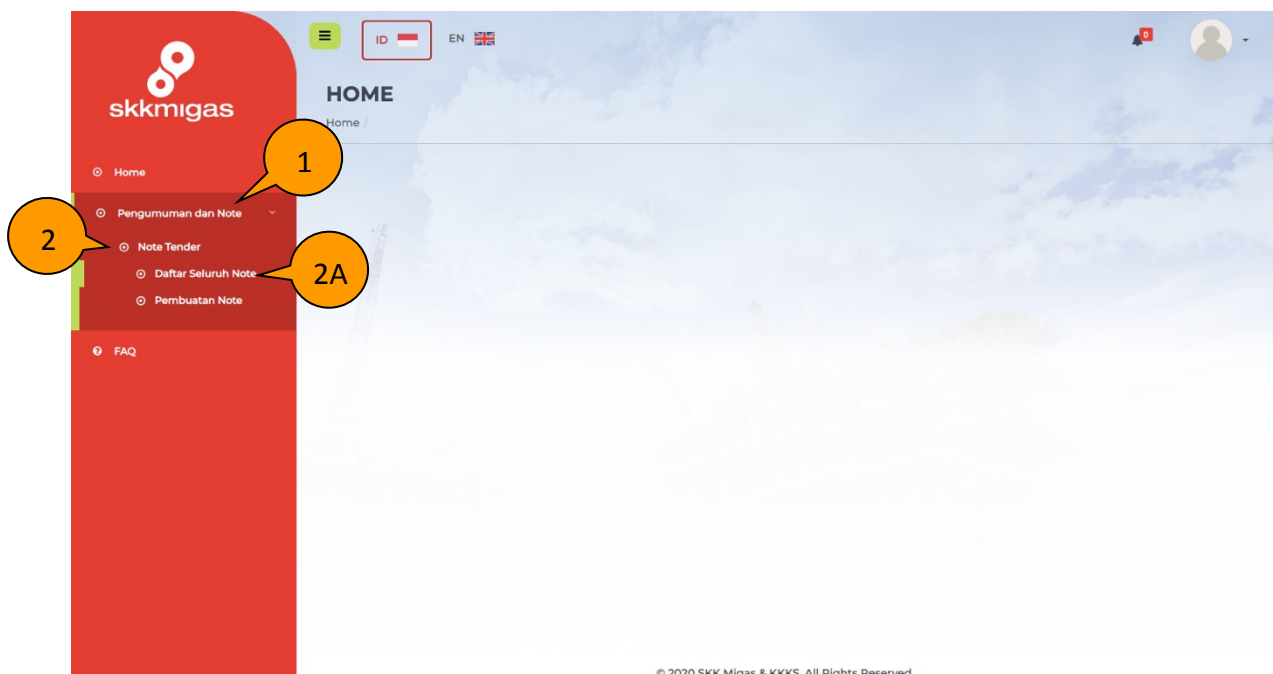 ID
EN
0
skkmigas
HOME
Home /
1
Home
Pengumuman dan Note
2
Note Tender
Daftar Seluruh Note
2A
Pembuatan Note
FAQ
© 2020 SKK Migas & KKKS. All Rights Reserved